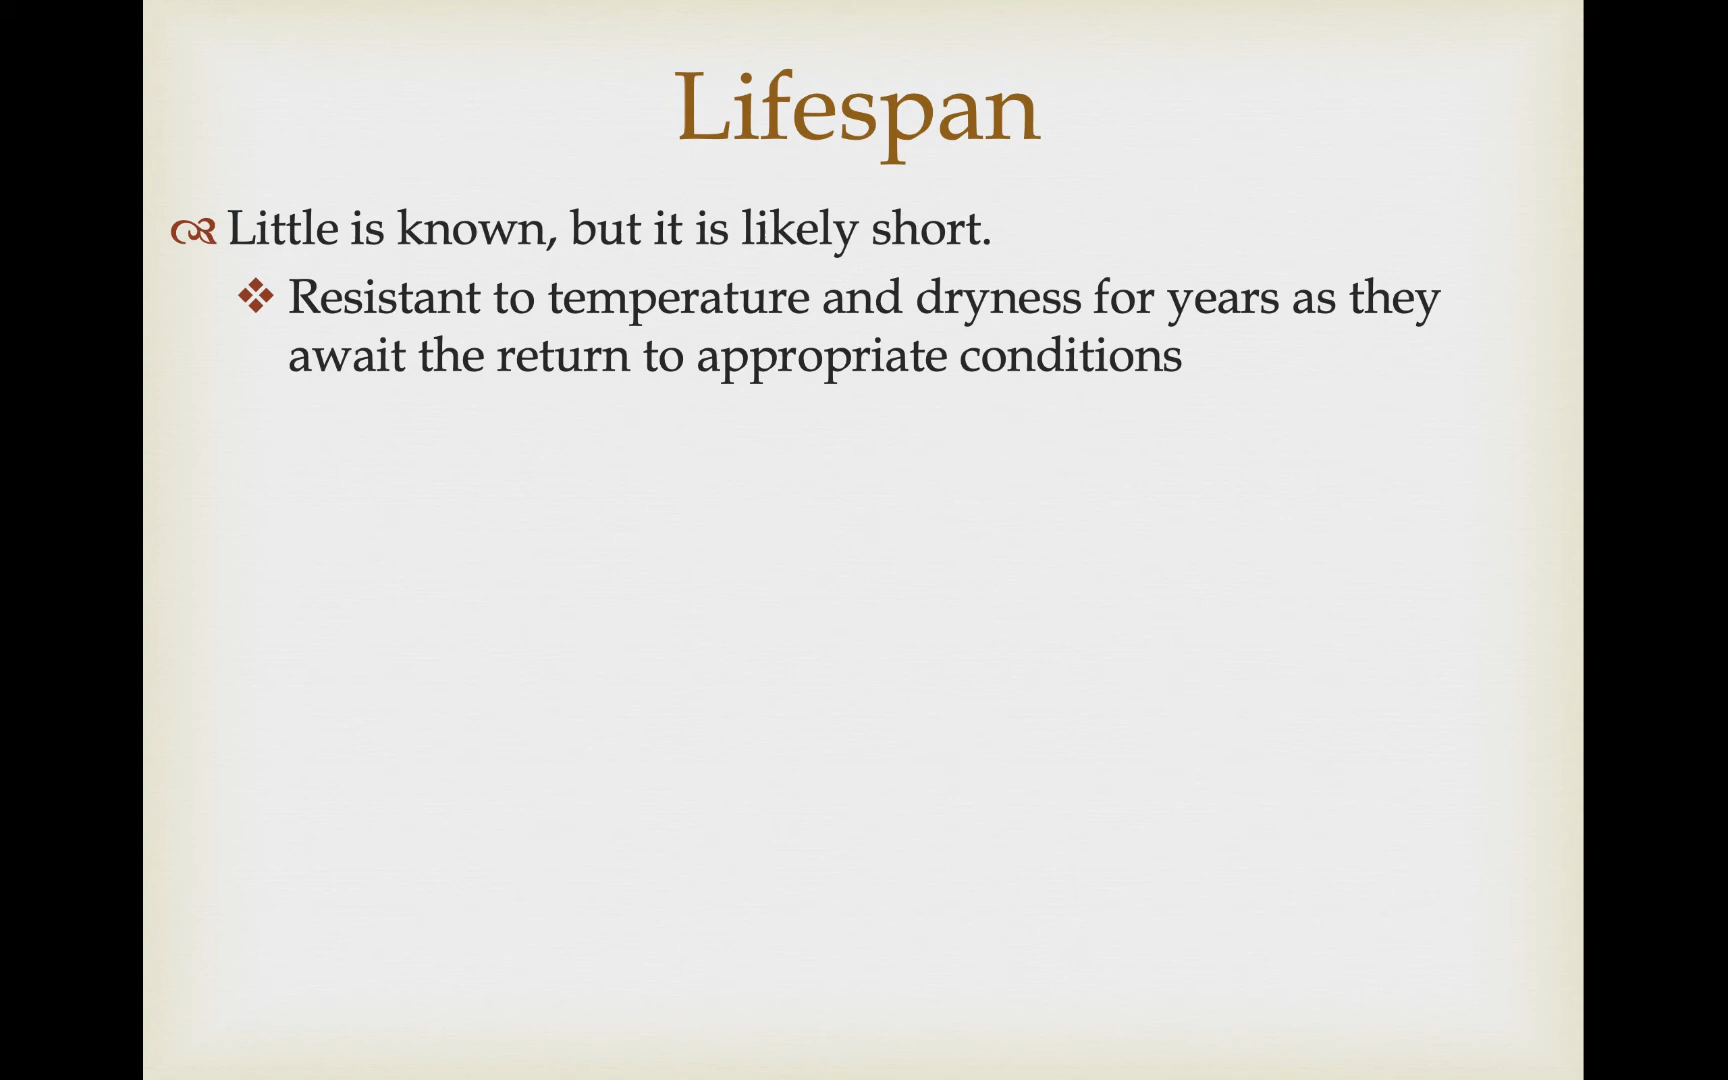 Lifespan
Little is known, but it is likely short.
Resistant to temperature and dryness for years as they
await the return to appropriate conditions